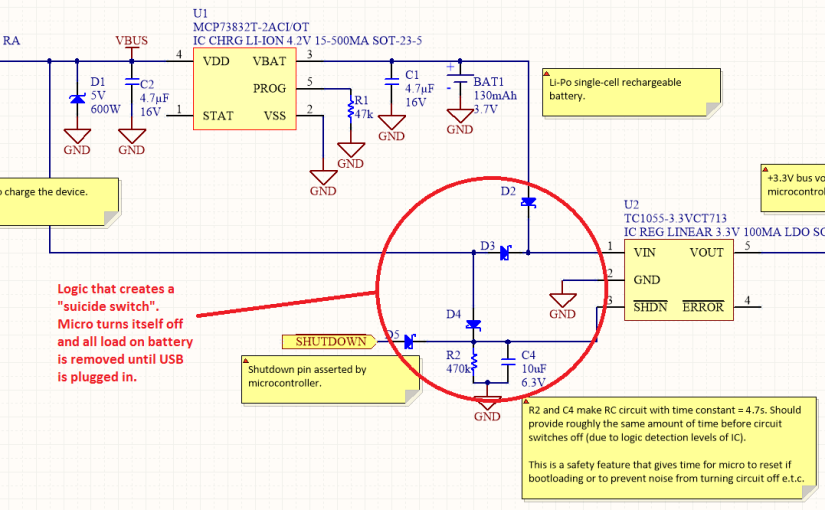 RA
VBUS
U1
MCP73832T-2ACI/OT
IC CHRG LI-ION 4.2V 15-500MA SOT-23-5
4
VDD
VBAT
3
PROG
5
1
STAT
VSS
2
D1
5V
600W
C2
4.7µF
16V
R1
47k
C1
4.7µF
16V
+
-
BAT1
130mAh
3.7V
GND
GND
GND
GND
GND
GND
Li-Po single-cell rechargeable
battery.
o charge the device.
+3.3V bus vo
microcontrol
D2
U2
TC1055-3.3VCT713
IC REG LINEAR 3.3V 100MA LDO SO
D3
1
VIN
VOUT
5
2
GND
3
SHDN
ERROR
4
GND
Logic that creates a
"suicide switch".
Micro turns itself off
and all load on battery
is removed until USB
is plugged in.
D4
D5
SHUTDOWN
R2
470k
C4
10uF
6.3V
GND
Shutdown pin asserted by
microcontroller.
R2 and C4 make RC circuit with time constant = 4.7s. Should
provide roughly the same amount of time before circuit
switches off (due to logic detection levels of IC).
This is a safety feature that gives time for micro to reset if
bootloading or to prevent noise from turning circuit off e.t.c.